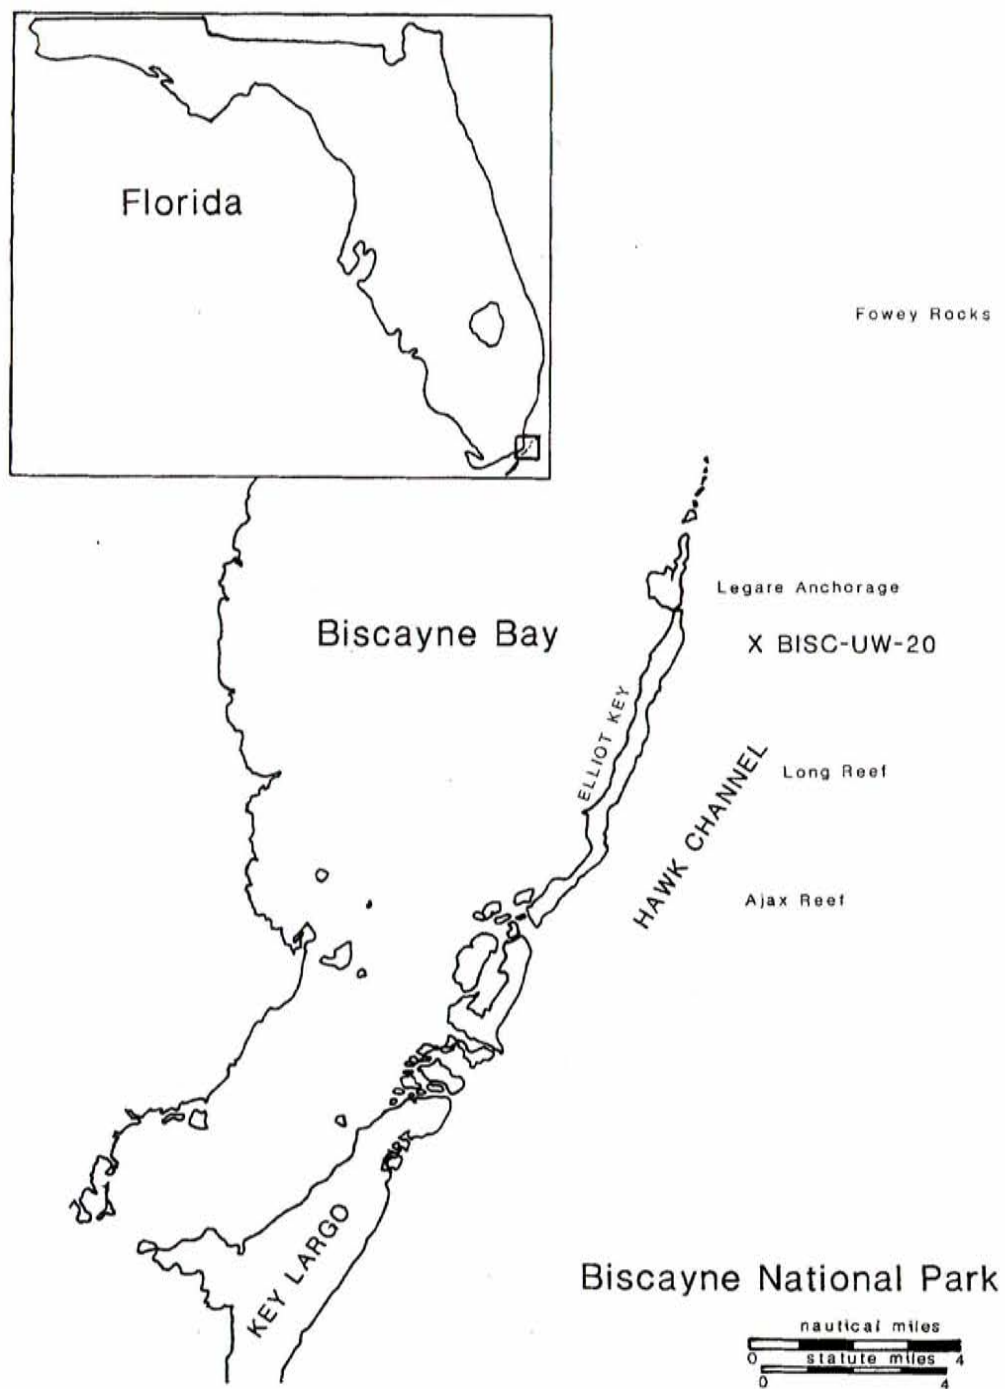 Florida
Fowey Rocks
Legare Anchorage
Biscayne Bay
X BISC-UW-20
ELLIOT KEY
HAWK CHANNEL
Long Reef
Ajax Reef
KEY LARGO
Biscayne National Park
nautical miles
0 4
statute miles
0 4